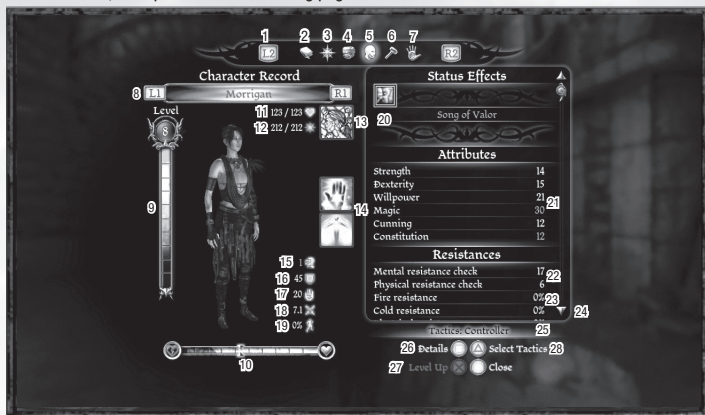 1 2 3 4 5 6 7
L2 R2
Character Record
8 L1 Morrigan R1
Level
8
11 123 / 123
12 212 / 212
13
9
14
15 1
16 45
17 20
18 7.1
19 0%
10
Status Effects
20
Song of Valor
Attributes
Strength 14
Dexterity 15
Willpower 21
21
Magic 30
Cunning 12
Constitution 12
Resistances
Mental resistance check 17
22
Physical resistance check 6
Fire resistance 0%
23
Cold resistance 0%
24
Tactics: Controller 25
26 Details Select Tactics 28
27 Level Up Close